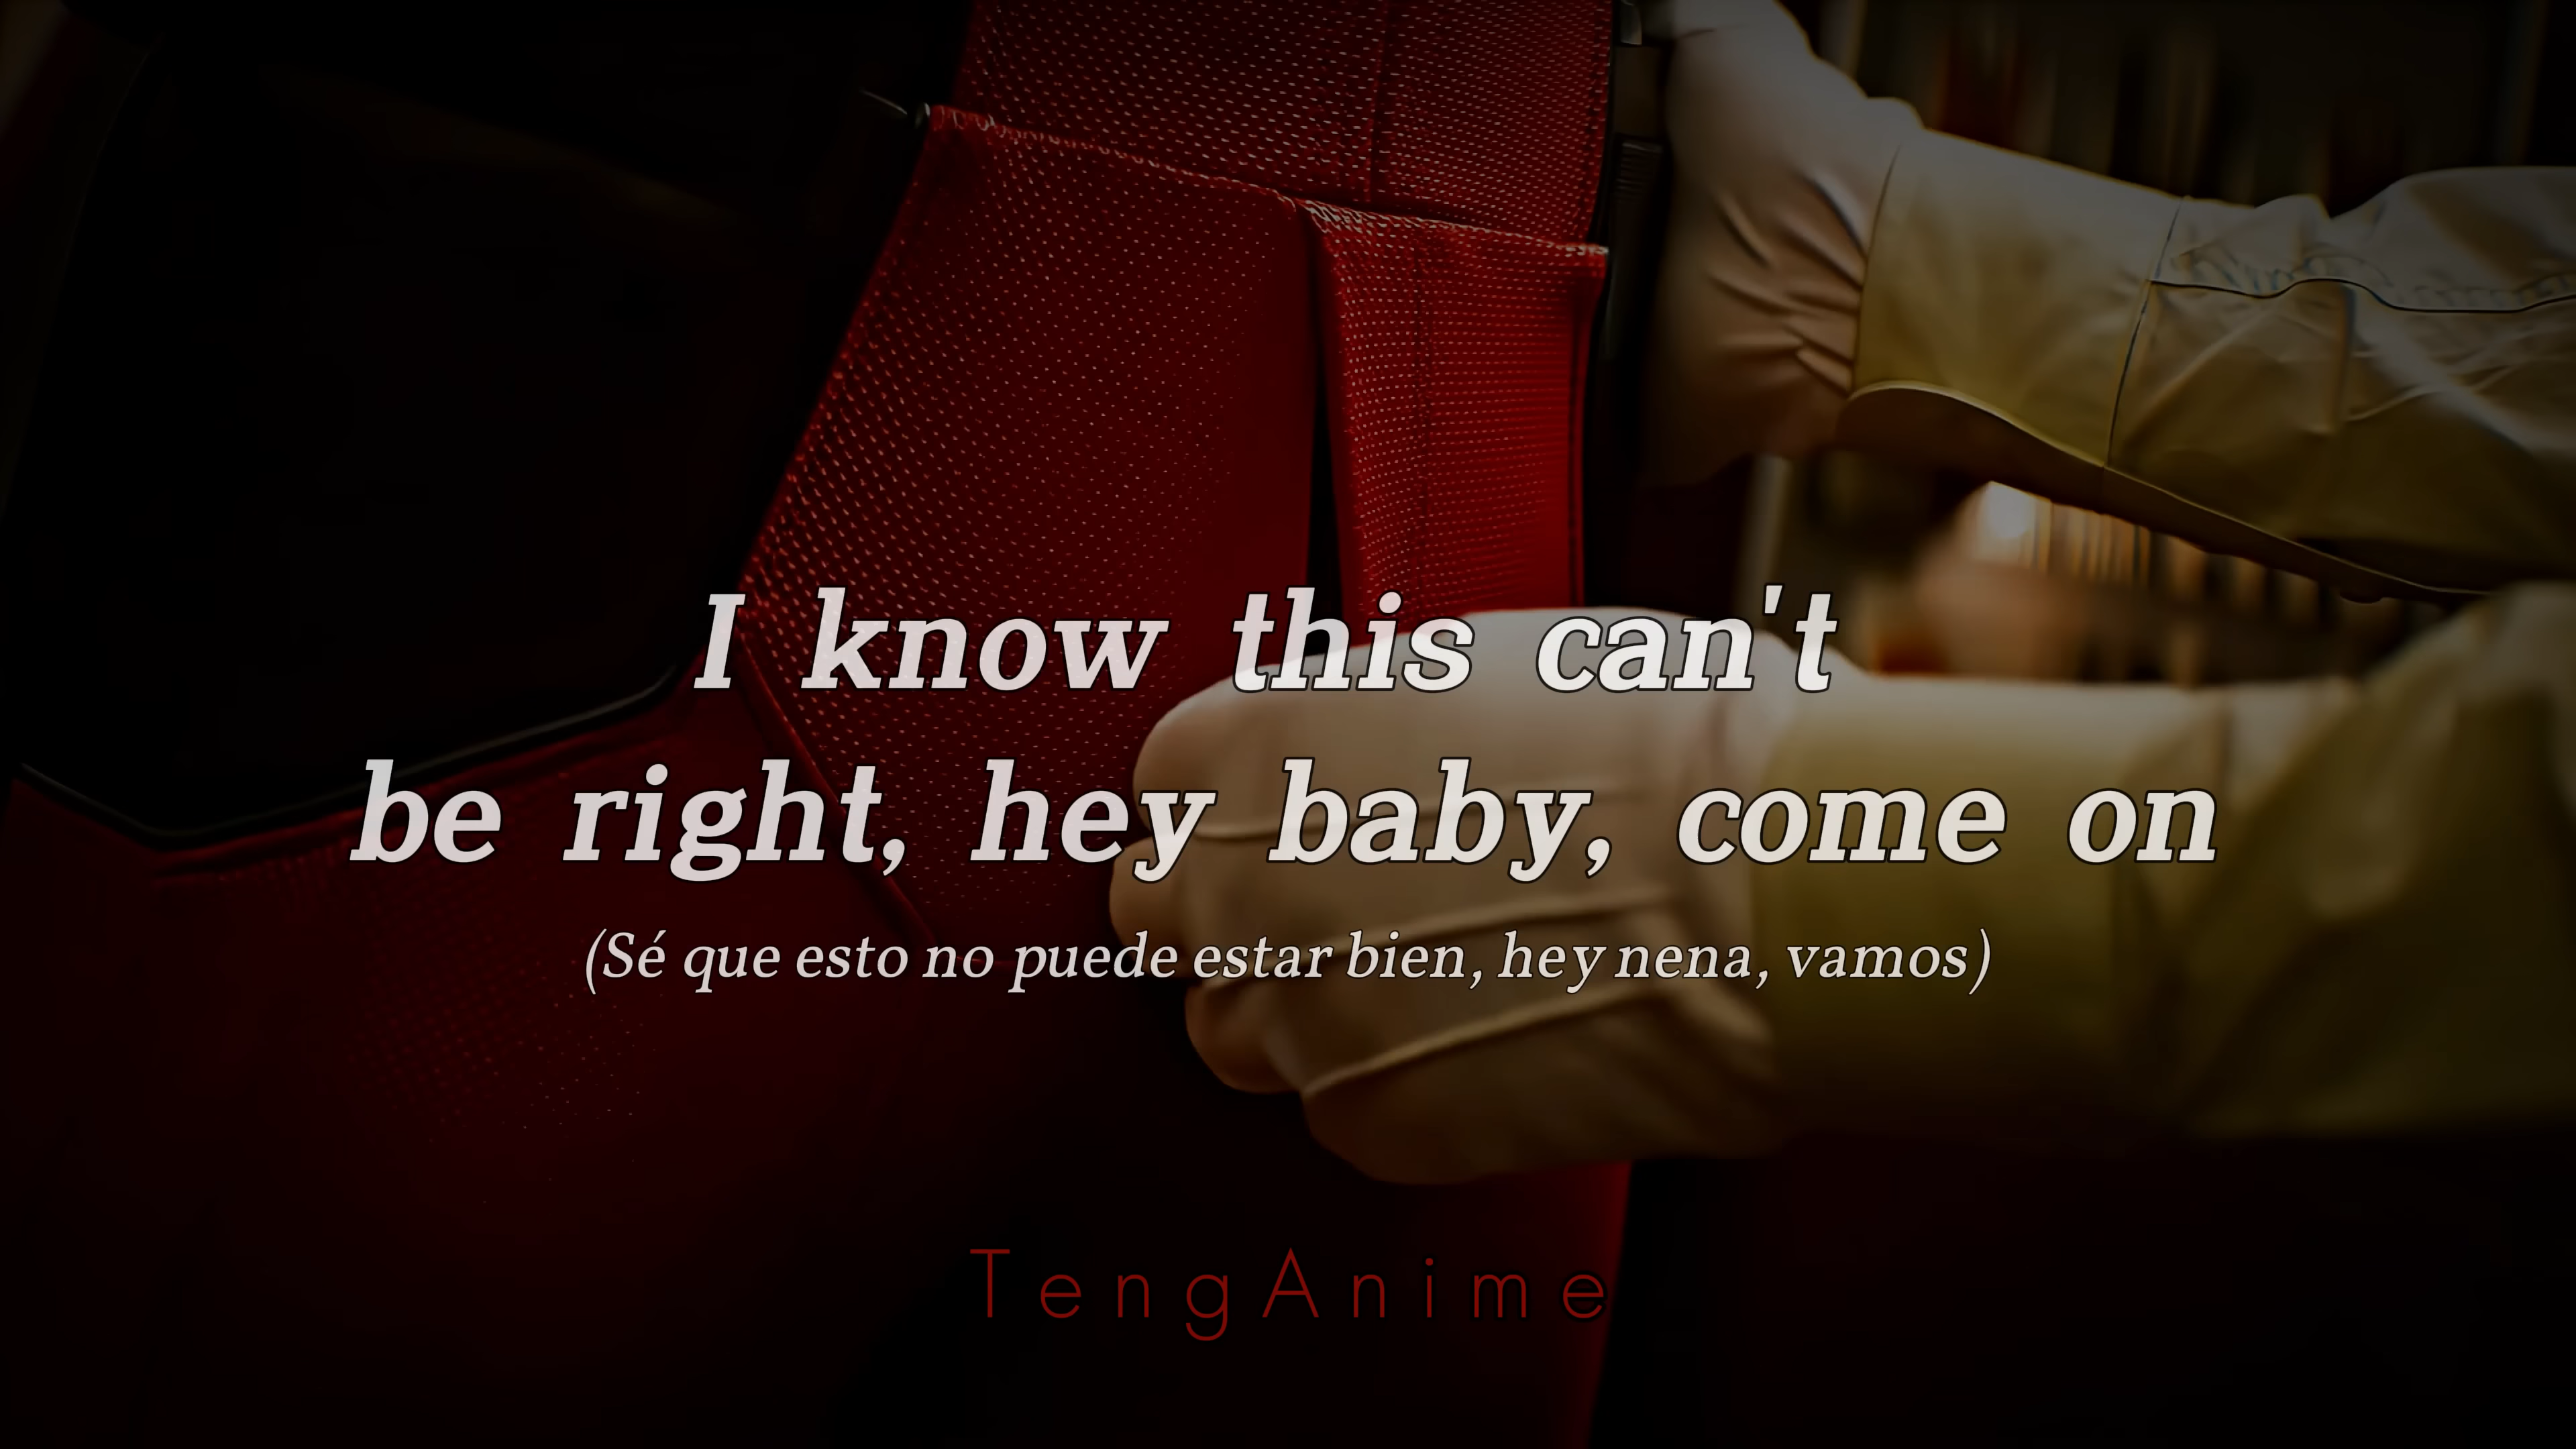 I know this can't
be right, hey baby, come on
(Sé que esto no puede estar bien, hey nena, vamos)
TengAnime